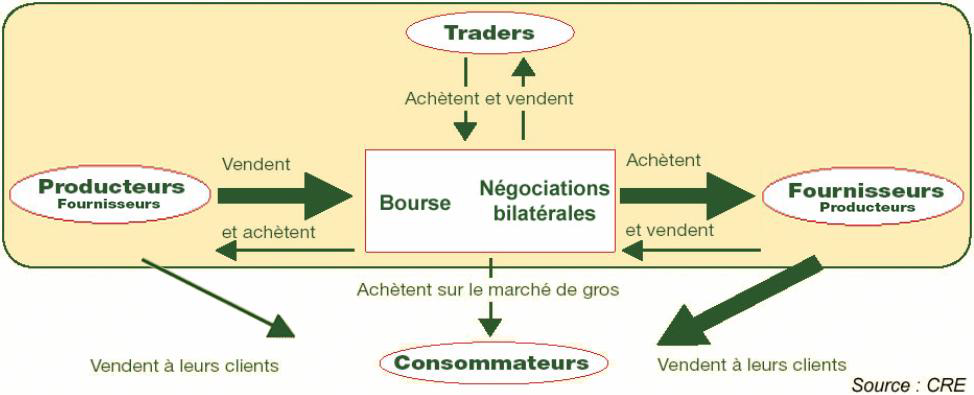 Traders
Achètent et vendent
Vendent
Achètent
Producteurs
Fournisseurs
Bourse
Négociations
bilatérales
Fournisseurs
Producteurs
et achètent
et vendent
Achètent sur le marché de gros
Consommateurs
Vendent à leurs clients
Vendent à leurs clients
Source : CRE